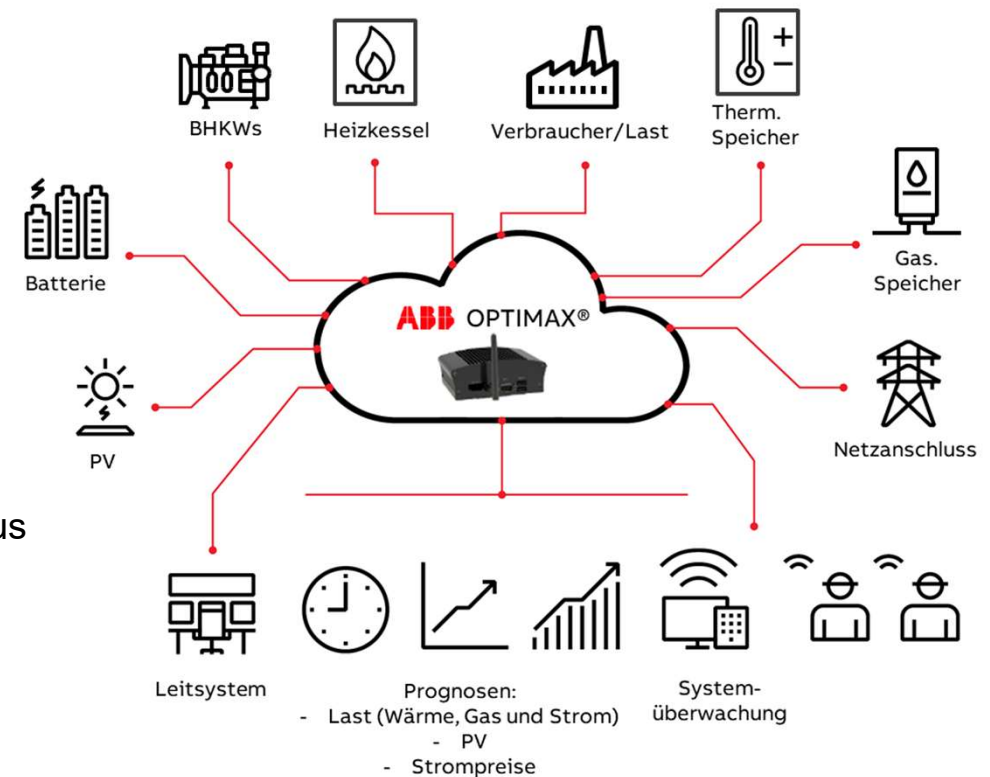 BHKWs
Heizkessel
Verbraucher/Last
Therm.
Speicher
Batterie
Gas.
Speicher
ABB OPTIMAX®
PV
Netzanschluss
us
Leitsystem
Prognosen:
- Last (Wärme, Gas und Strom)
- PV
- Strompreise
System-
überwachung